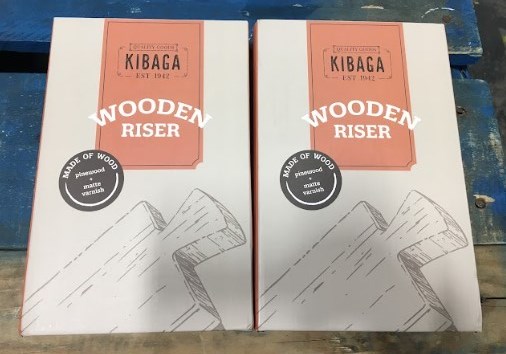 QUALITY GOODS
KIBAGA
EST 1942
WOODEN
RISER
MADE OF WOOD
pinewood
+
matte
varnish
QUALITY GOODS
KIBAGA
EST 1942
WOODEN
RISER
MADE OF WOOD
pinewood
+
matte
varnish